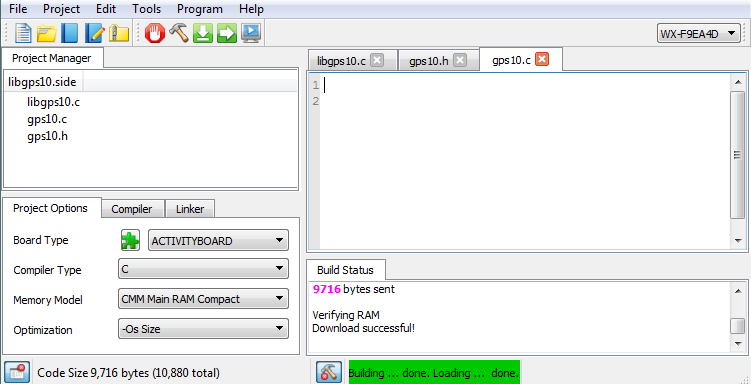 File Project Edit Tools Program Help
WX-F9EA4D
Project Manager
libgps10.side
libgps10.c
gps10.c
gps10.h
Project Options Compiler Linker
Board Type ACTIVITYBOARD
Compiler Type C
Memory Model CMM Main RAM Compact
Optimization -Os Size
libgps10.c gps10.h gps10.c
1
2
Build Status
9716 bytes sent
Verifying RAM
Download successful!
Code Size 9,716 bytes (10,880 total)
Building ... done. Loading ... done.